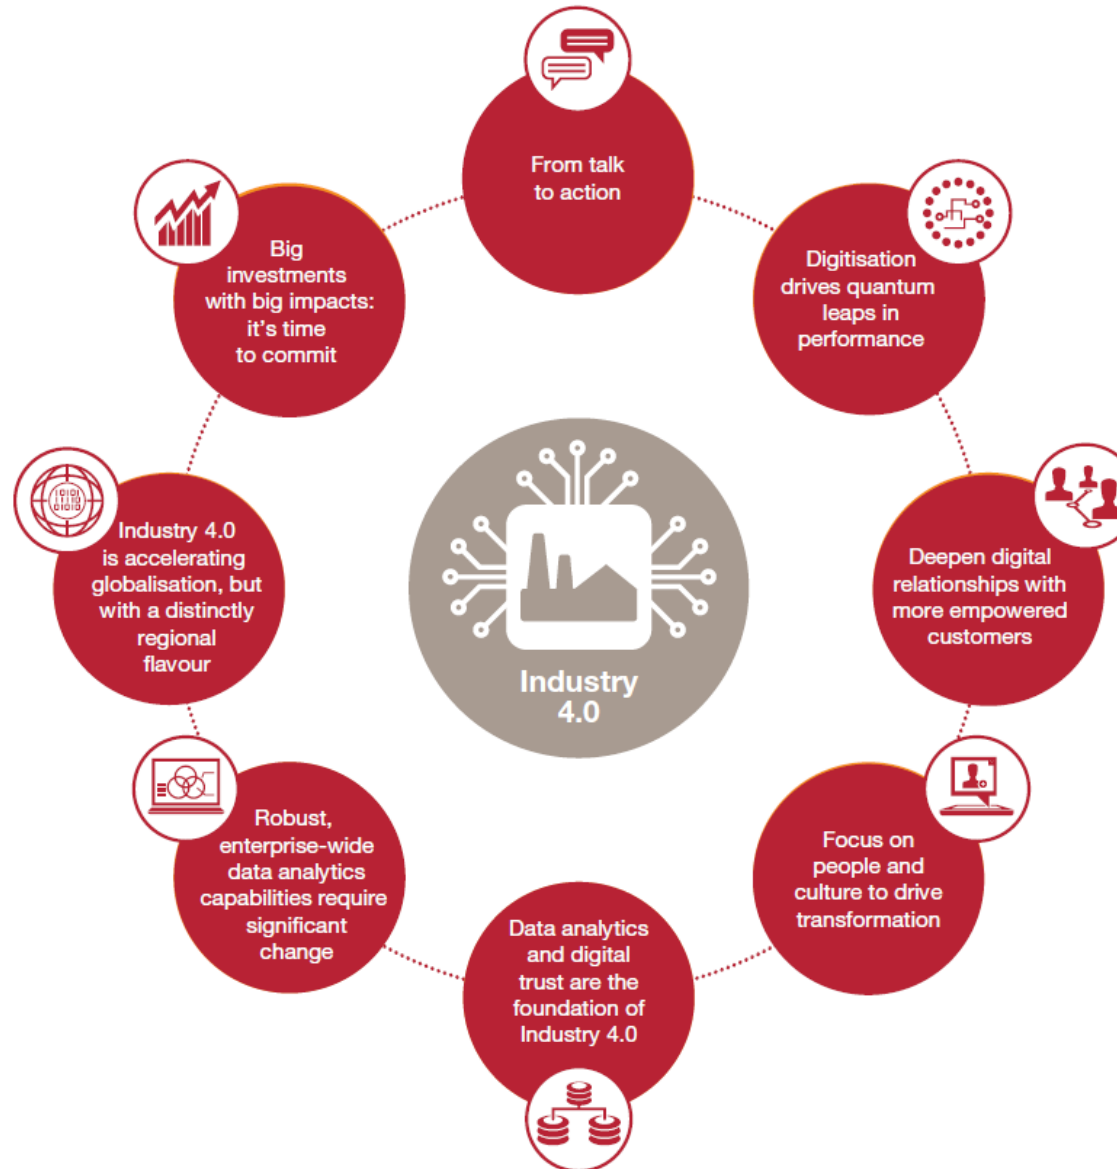 From talk
to action
Digitisation
drives quantum
leaps in
performance
Deepen digital
relationships with
more empowered
customers
Focus on
people and
culture to drive
transformation
Data analytics
and digital
trust are the
foundation of
Industry 4.0
Robust,
enterprise-wide
data analytics
capabilities require
significant
change
Industry 4.0
is accelerating
globalisation, but
with a distinctly
regional
flavour
10101
11110
01010
Big
investments
with big impacts:
it's time
to commit
Industry
4.0